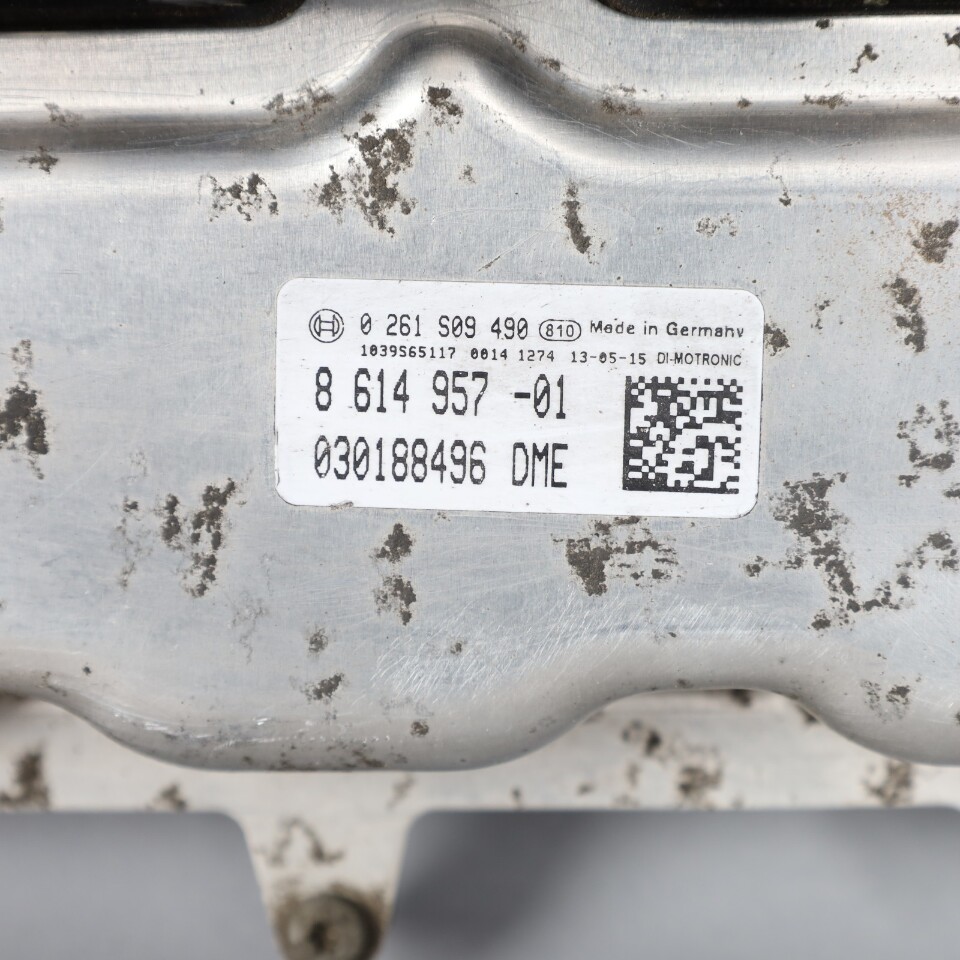 0 261 S09 490 810 Made in Germany
1039S65117 0014 1274 13-05-15 DI-MOTRONIC
8 614 957 -01
030188496 DME